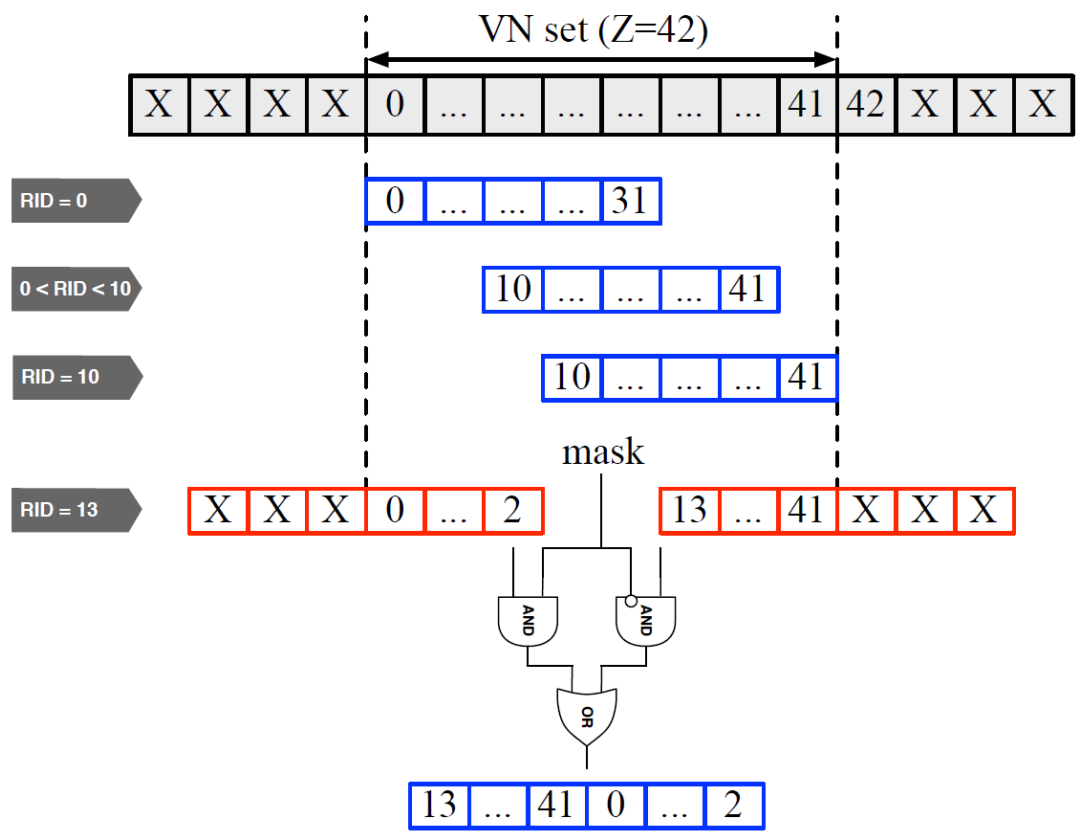 VN set (Z=42)
X X X X 0 ... ... ... ... ... ... 41 42 X X X
RID = 0
0 ... ... ... 31
0 < RID < 10
10 ... ... ... 41
RID = 10
10 ... ... ... 41
mask
RID = 13
X X X 0 ... 2
13 ... 41 X X X
AND
AND
OR
13 ... 41 0 ... 2